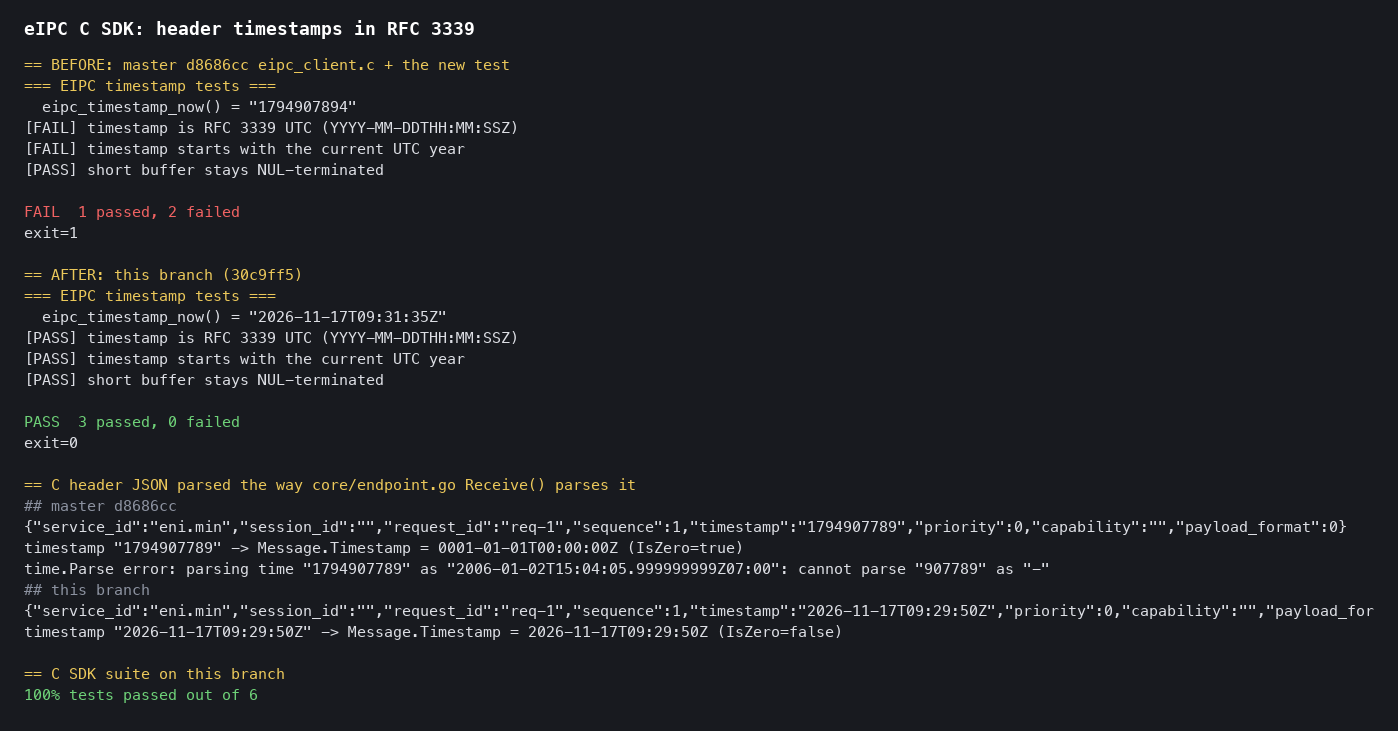 eIPC C SDK: header timestamps in RFC 3339
== BEFORE: master d8686cc eipc_client.c + the new test
=== EIPC timestamp tests ===
eipc_timestamp_now() = "1794907894"
[FAIL] timestamp is RFC 3339 UTC (YYYY-MM-DDTHH:MM:SSZ)
[FAIL] timestamp starts with the current UTC year
[PASS] short buffer stays NUL-terminated
FAIL  1 passed, 2 failed
exit=1
== AFTER: this branch (30c9ff5)
=== EIPC timestamp tests ===
eipc_timestamp_now() = "2026-11-17T09:31:35Z"
[PASS] timestamp is RFC 3339 UTC (YYYY-MM-DDTHH:MM:SSZ)
[PASS] timestamp starts with the current UTC year
[PASS] short buffer stays NUL-terminated
PASS  3 passed, 0 failed
exit=0
== C header JSON parsed the way core/endpoint.go Receive() parses it
## master d8686cc
{"service_id":"eni.min","session_id":"","request_id":"req-1","sequence":1,"timestamp":"1794907789","priority":0,"capability":"","payload_format":0}
timestamp "1794907789" -> Message.Timestamp = 0001-01-01T00:00:00Z (IsZero=true)
time.Parse error: parsing time "1794907789" as "2006-01-02T15:04:05.999999999Z07:00": cannot parse "907789" as "-"
## this branch
{"service_id":"eni.min","session_id":"","request_id":"req-1","sequence":1,"timestamp":"2026-11-17T09:29:50Z","priority":0,"capability":"","payload_for
timestamp "2026-11-17T09:29:50Z" -> Message.Timestamp = 2026-11-17T09:29:50Z (IsZero=false)
== C SDK suite on this branch
100% tests passed out of 6